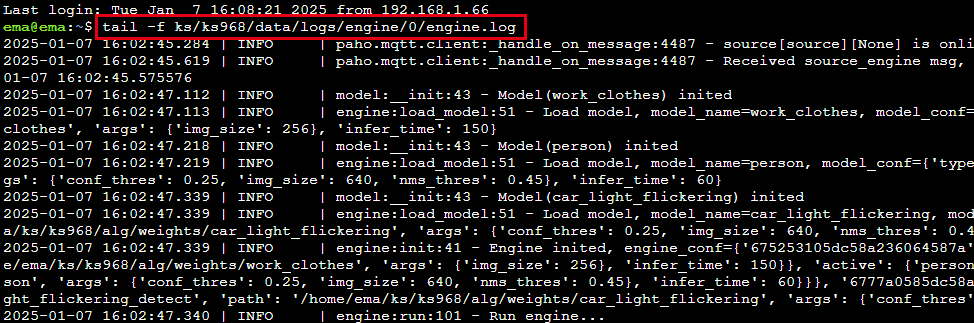 Last login: Tue Jan  7 16:08:21 2025 from 192.168.1.66
ema@ema:~$ tail -f ks/ks968/data/logs/engine/0/engine.log
2025-01-07 16:02:45.284 | INFO     | paho.mqtt.client:_handle_on_message:4487 - source[source][None] is onli
2025-01-07 16:02:45.619 | INFO     | paho.mqtt.client:_handle_on_message:4487 - Received source_engine msg,
01-07 16:02:45.575576
2025-01-07 16:02:47.112 | INFO     | model:__init:43 - Model(work_clothes) inited
2025-01-07 16:02:47.113 | INFO     | engine:load_model:51 - Load model, model_name=work_clothes, model_conf=
clothes', 'args': {'img_size': 256}, 'infer_time': 150}
2025-01-07 16:02:47.218 | INFO     | model:__init:43 - Model(person) inited
2025-01-07 16:02:47.219 | INFO     | engine:load_model:51 - Load model, model_name=person, model_conf={'type
gs': {'conf_thres': 0.25, 'img_size': 640, 'nms_thres': 0.45}, 'infer_time': 60}
2025-01-07 16:02:47.339 | INFO     | model:__init:43 - Model(car_light_flickering) inited
2025-01-07 16:02:47.339 | INFO     | engine:load_model:51 - Load model, model_name=car_light_flickering, mod
a/ks/ks968/alg/weights/car_light_flickering', 'args': {'conf_thres': 0.25, 'img_size': 640, 'nms_thres': 0.4
2025-01-07 16:02:47.339 | INFO     | engine:init:41 - Engine inited, engine_conf={'675253105dc58a236064587a'
e/ema/ks/ks968/alg/weights/work_clothes', 'args': {'img_size': 256}, 'infer_time': 150}}, 'active': {'person
son', 'args': {'conf_thres': 0.25, 'img_size': 640, 'nms_thres': 0.45}, 'infer_time': 60}}}, '6777a0585dc58a
ght_flickering_detect', 'path': '/home/ema/ks/ks968/alg/weights/car_light_flickering', 'args': {'conf_thres'
2025-01-07 16:02:47.340 | INFO     | engine:run:101 - Run engine...